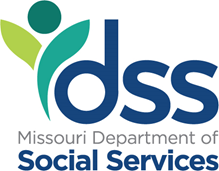 dss
Missouri Department of
Social Services